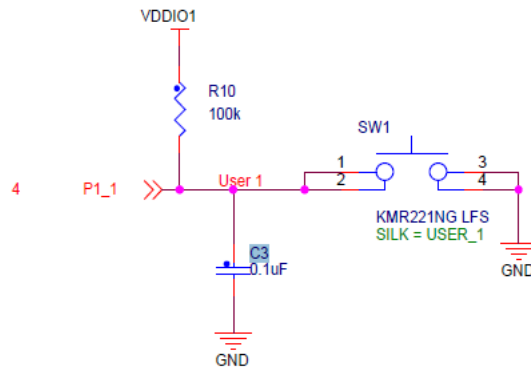 VDDIO1
R10
100k
SW1
4
P1_1
User 1
1
2
3
4
KMR221NG LFS
SILK = USER_1
C3
0.1uF
GND
GND